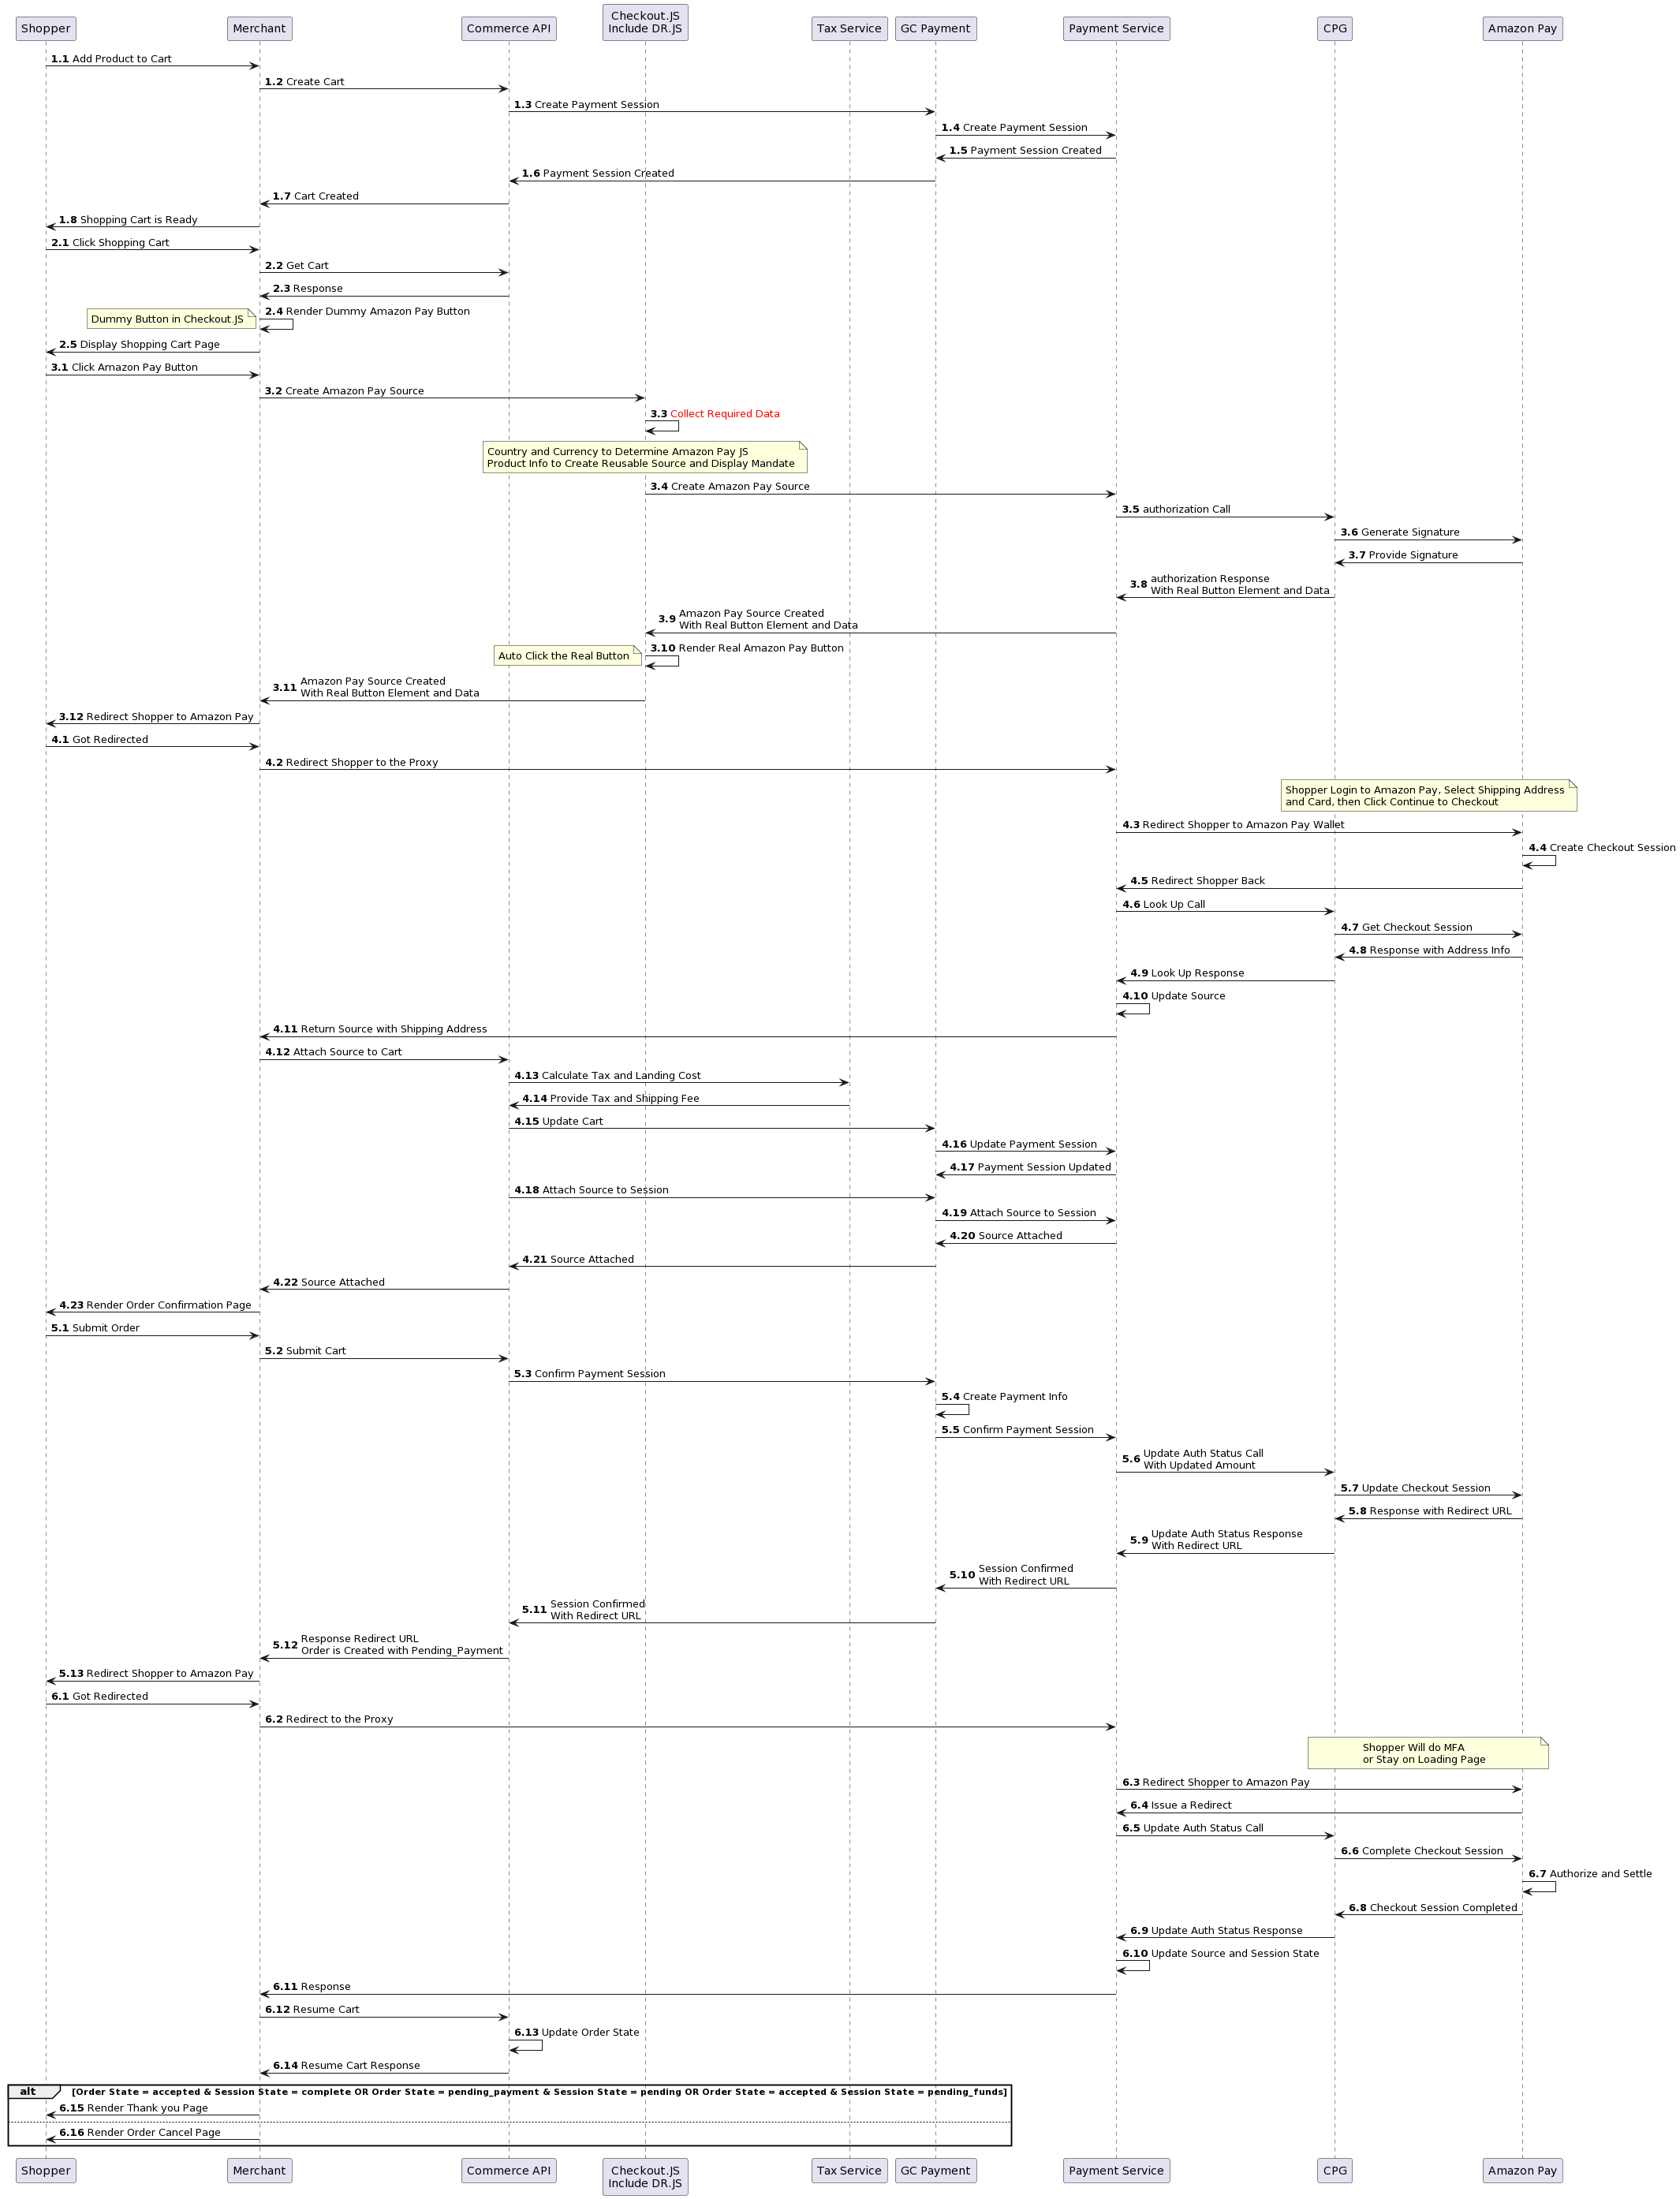 Shopper
Merchant
Commerce API
Checkout.JS
Include DR.JS
Tax Service
GC Payment
Payment Service
CPG
Amazon Pay
1.1 Add Product to Cart
1.2 Create Cart
1.3 Create Payment Session
1.4 Create Payment Session
1.5 Payment Session Created
1.6 Payment Session Created
1.7 Cart Created
1.8 Shopping Cart is Ready
2.1 Click Shopping Cart
2.2 Get Cart
2.3 Response
Dummy Button in Checkout.JS
2.4 Render Dummy Amazon Pay Button
2.5 Display Shopping Cart Page
3.1 Click Amazon Pay Button
3.2 Create Amazon Pay Source
3.3 Collect Required Data
Country and Currency to Determine Amazon Pay JS
Product Info to Create Reusable Source and Display Mandate
3.4 Create Amazon Pay Source
3.5 authorization Call
3.6 Generate Signature
3.7 Provide Signature
3.8 authorization Response
With Real Button Element and Data
3.9 Amazon Pay Source Created
With Real Button Element and Data
Auto Click the Real Button
3.10 Render Real Amazon Pay Button
3.11 Amazon Pay Source Created
With Real Button Element and Data
3.12 Redirect Shopper to Amazon Pay
4.1 Got Redirected
4.2 Redirect Shopper to the Proxy
Shopper Login to Amazon Pay, Select Shipping Address
and Card, then Click Continue to Checkout
4.3 Redirect Shopper to Amazon Pay Wallet
4.4 Create Checkout Session
4.5 Redirect Shopper Back
4.6 Look Up Call
4.7 Get Checkout Session
4.8 Response with Address Info
4.9 Look Up Response
4.10 Update Source
4.11 Return Source with Shipping Address
4.12 Attach Source to Cart
4.13 Calculate Tax and Landing Cost
4.14 Provide Tax and Shipping Fee
4.15 Update Cart
4.16 Update Payment Session
4.17 Payment Session Updated
4.18 Attach Source to Session
4.19 Attach Source to Session
4.20 Source Attached
4.21 Source Attached
4.22 Source Attached
4.23 Render Order Confirmation Page
5.1 Submit Order
5.2 Submit Cart
5.3 Confirm Payment Session
5.4 Create Payment Info
5.5 Confirm Payment Session
5.6 Update Auth Status Call
With Updated Amount
5.7 Update Checkout Session
5.8 Response with Redirect URL
5.9 Update Auth Status Response
With Redirect URL
5.10 Session Confirmed
With Redirect URL
5.11 Session Confirmed
With Redirect URL
5.12 Response Redirect URL
Order is Created with Pending_Payment
5.13 Redirect Shopper to Amazon Pay
6.1 Got Redirected
6.2 Redirect to the Proxy
Shopper Will do MFA
or Stay on Loading Page
6.3 Redirect Shopper to Amazon Pay
6.4 Issue a Redirect
6.5 Update Auth Status Call
6.6 Complete Checkout Session
6.7 Authorize and Settle
6.8 Checkout Session Completed
6.9 Update Auth Status Response
6.10 Update Source and Session State
6.11 Response
6.12 Resume Cart
6.13 Update Order State
6.14 Resume Cart Response
alt [Order State = accepted & Session State = complete OR Order State = pending_payment & Session State = pending OR Order State = accepted & Session State = pending_funds]
6.15 Render Thank you Page
6.16 Render Order Cancel Page
Shopper
Merchant
Commerce API
Checkout.JS
Include DR.JS
Tax Service
GC Payment
Payment Service
CPG
Amazon Pay